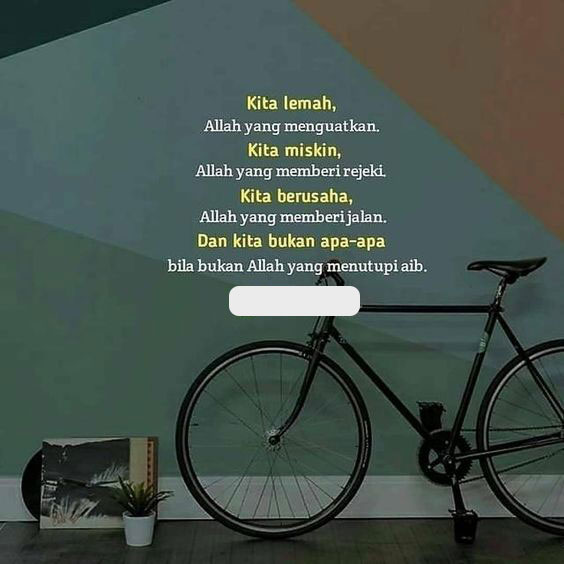 Kita lemah,
Allah yang menguatkan.
Kita miskin,
Allah yang memberi rejeki.
Kita berusaha,
Allah yang memberi jalan.
Dan kita bukan apa-apa
bila bukan Allah yang menutupi aib.